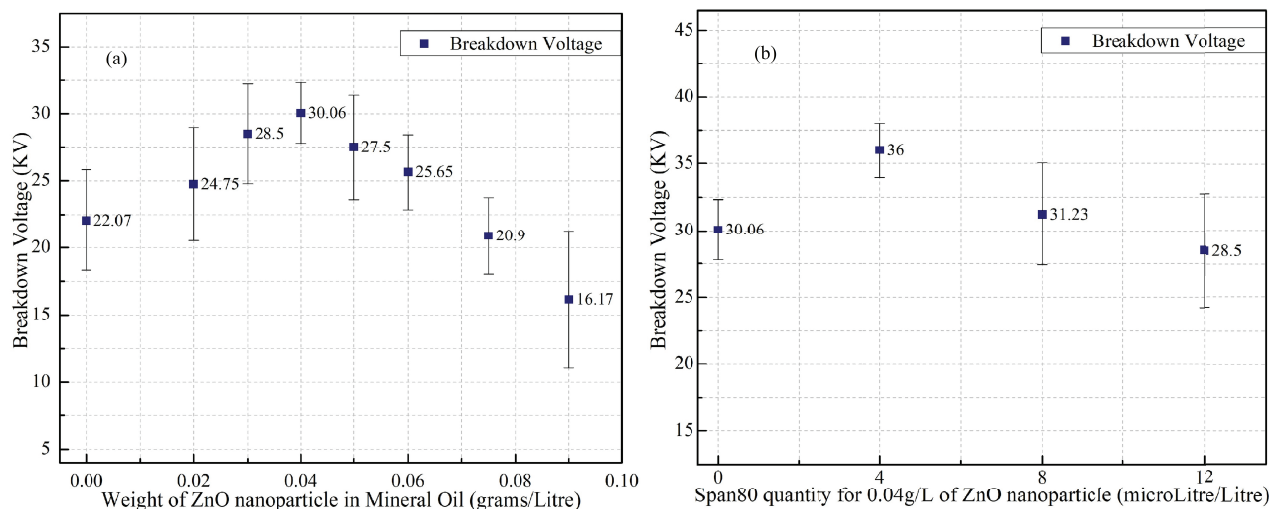 (a)
Breakdown Voltage
35
30
25
20
15
10
5
Breakdown Voltage (KV)
22.07
24.75
28.5
30.06
27.5
25.65
20.9
16.17
0.00 0.02 0.04 0.06 0.08 0.10
Weight of ZnO nanoparticle in Mineral Oil (grams/Litre)
(b)
Breakdown Voltage
45
40
35
30
25
20
15
Breakdown Voltage (KV)
30.06
36
31.23
28.5
0 4 8 12
Span80 quantity for 0.04g/L of ZnO nanoparticle (microLitre/Litre)